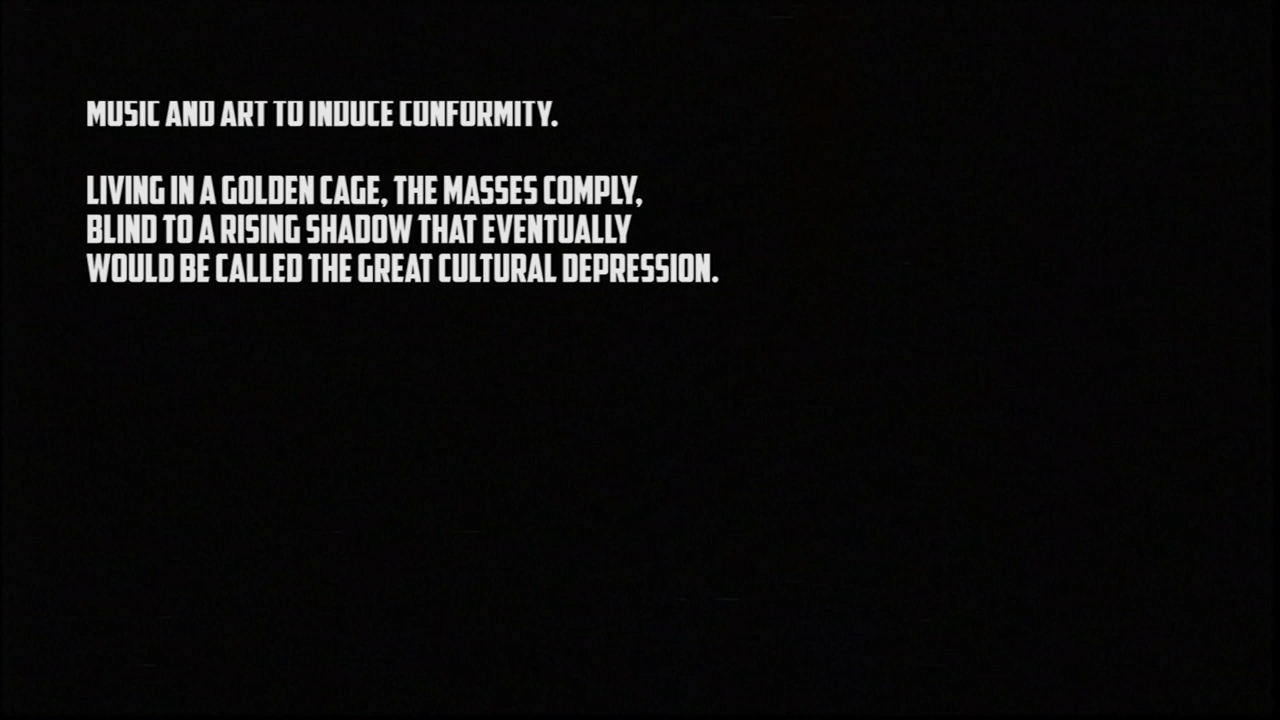 MUSIC AND ART TO INDUCE CONFORMITY.
LIVING IN A GOLDEN CAGE, THE MASSES COMPLY,
BLIND TO A RISING SHADOW THAT EVENTUALLY
WOULD BE CALLED THE GREAT CULTURAL DEPRESSION.